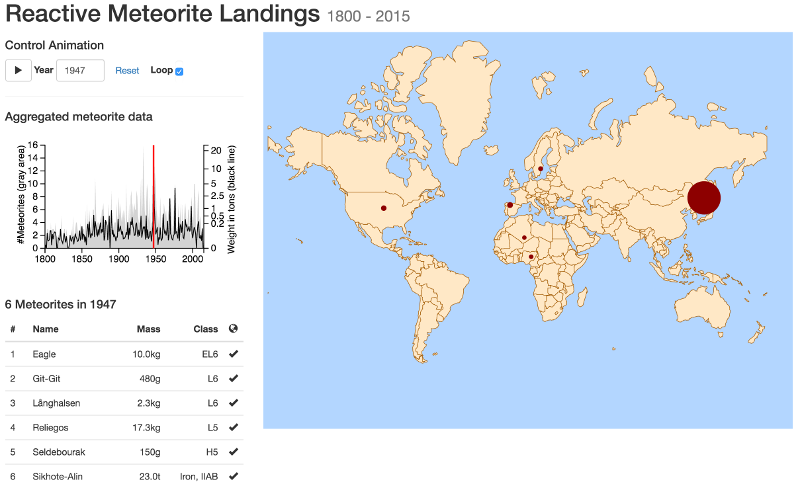 Reactive Meteorite Landings 1800 - 2015
Control Animation
Year 1947 Reset Loop
Aggregated meteorite data
#Meteorites (gray area)
16
14
12
10
8
6
4
2
0
1800 1850 1900 1950 2000
20
10
5
2.5
1
0.5
0.2
0
Weight in tons (black line)
6 Meteorites in 1947
# Name Mass Class
1 Eagle 10.0kg EL6
2 Git-Git 480g L6
3 Långhalsen 2.3kg L6
4 Reliegos 17.3kg L5
5 Seldebourak 150g H5
6 Sikhote-Alin 23.0t Iron, IIAB